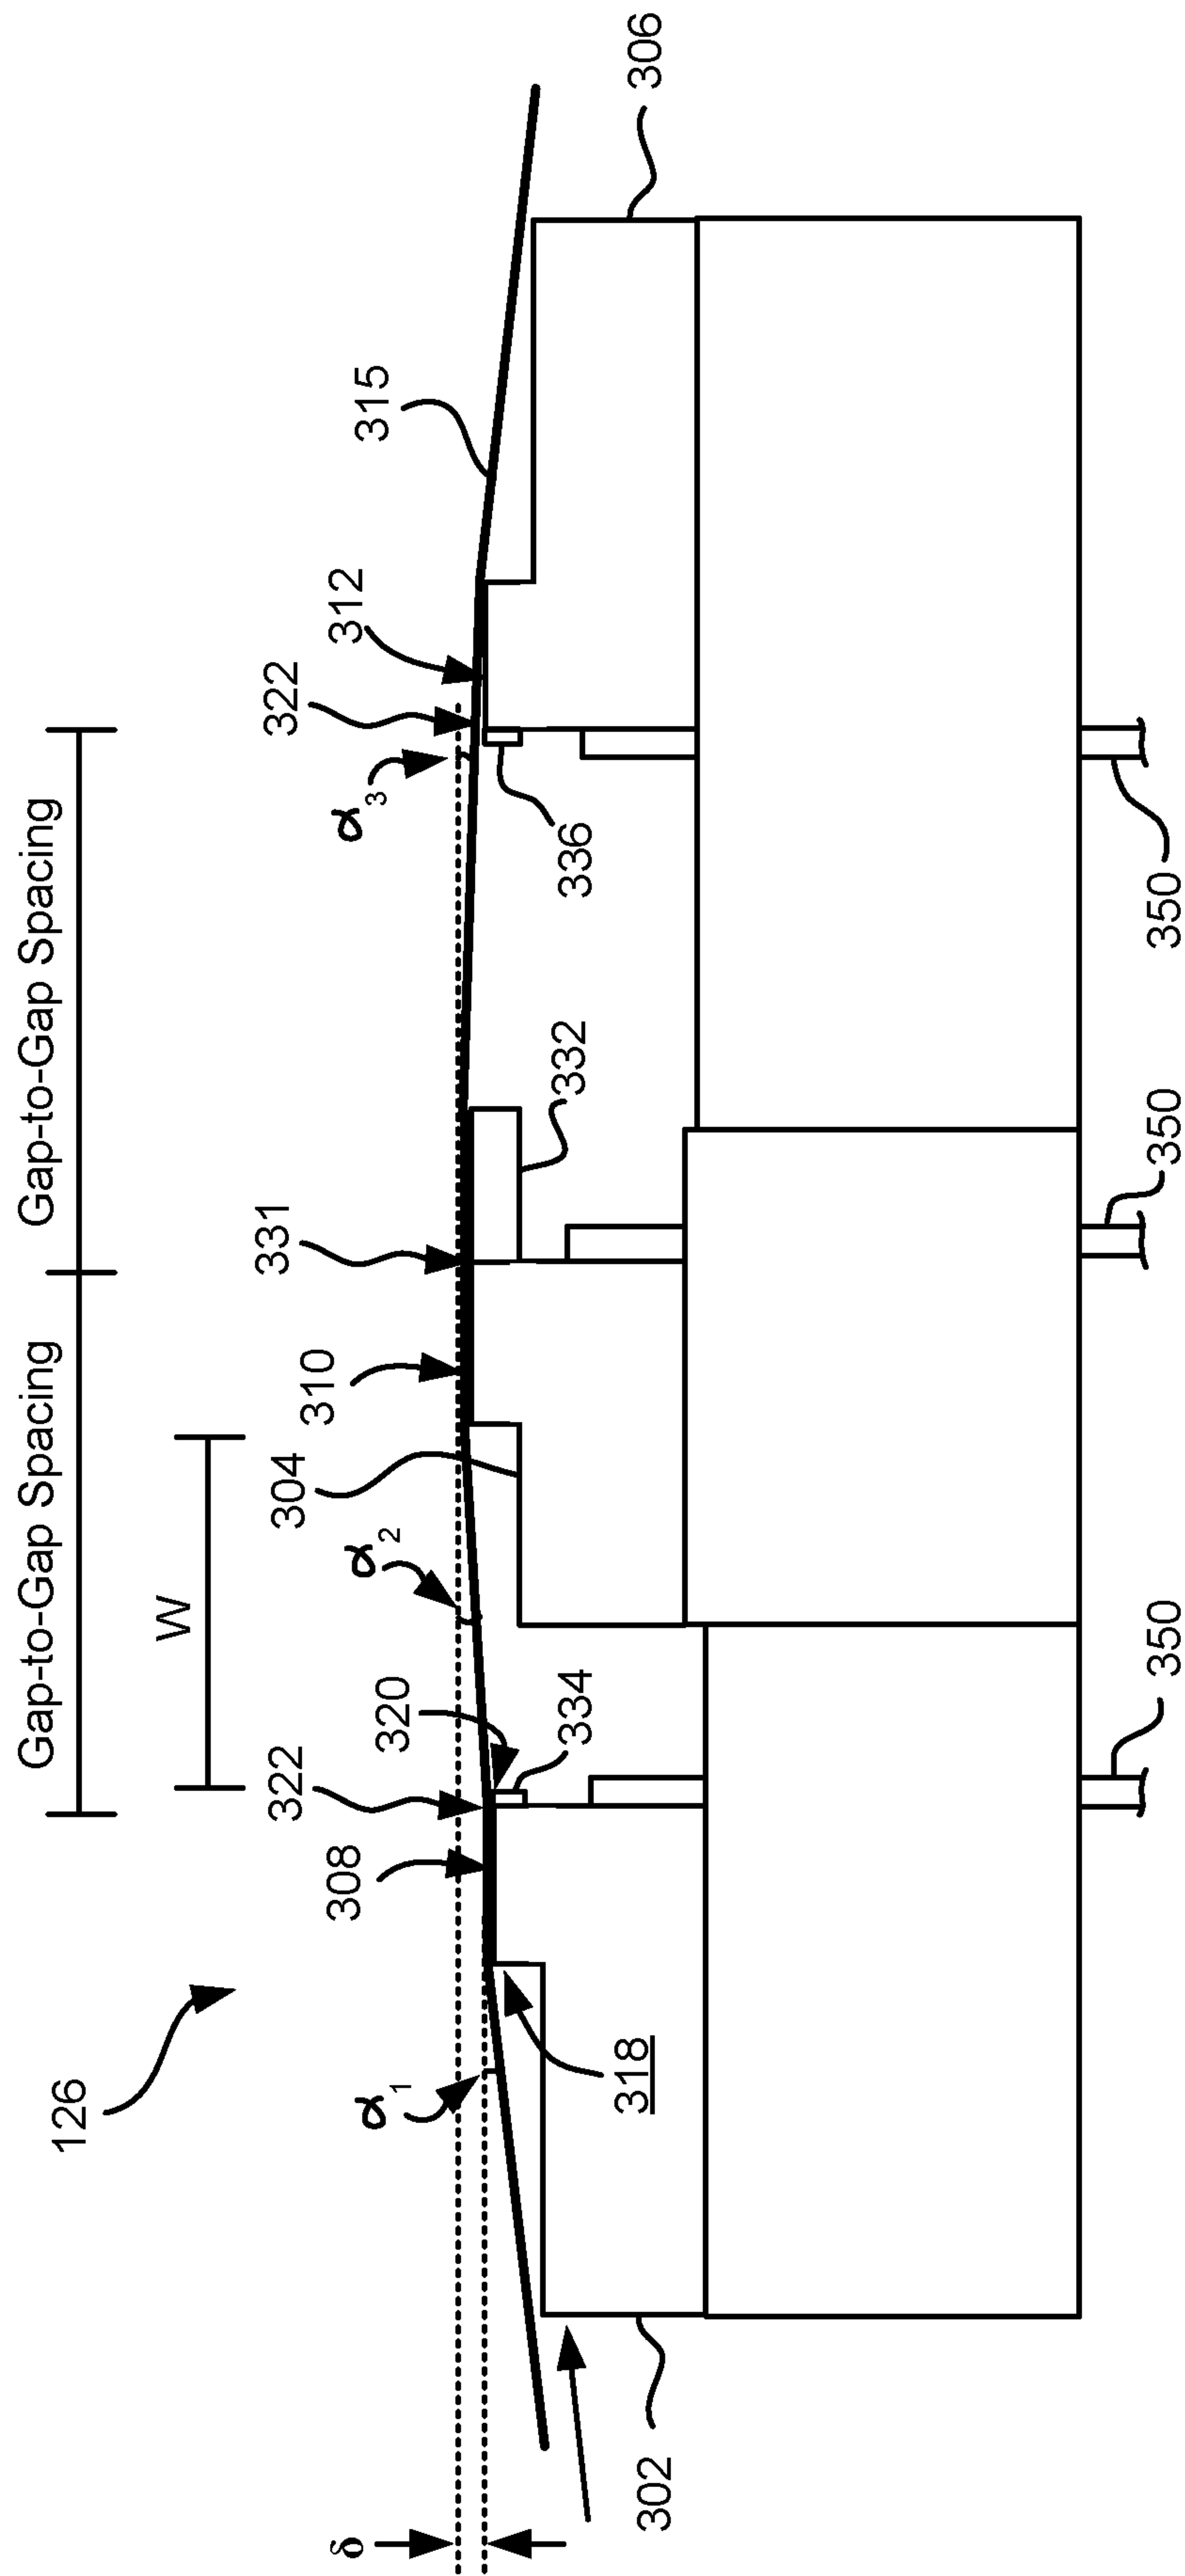 Gap-to-Gap Spacing
Gap-to-Gap Spacing
126
W
322
304
331
322
308
310
312
δ
α1
320
α2
α3
315
318
334
332
336
302
306
350
350
350